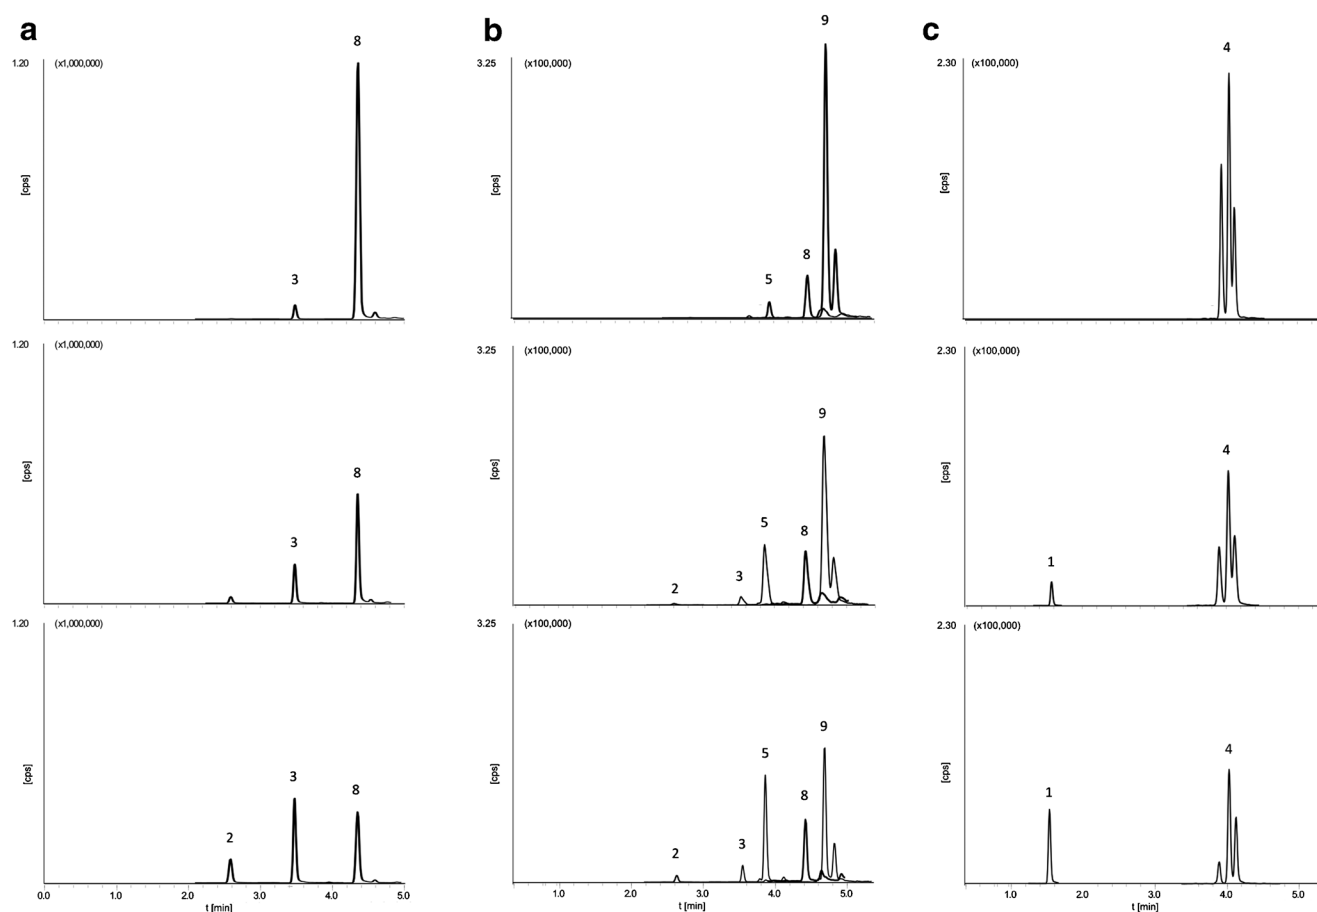 a
b
c
1.20 (x1,000,000)
8
3
[cps]
3.25 (x100,000)
9
8
5
[cps]
2.30 (x100,000)
4
[cps]
1.20 (x1,000,000)
8
3
[cps]
3.25 (x100,000)
9
5
8
3
2
[cps]
2.30 (x100,000)
4
1
[cps]
1.20 (x1,000,000)
3
8
2
[cps]
0.0 1.0 2.0 3.0 4.0 5.0
t [min]
3.25 (x100,000)
9
5
8
3
2
[cps]
1.0 2.0 3.0 4.0 5.0
t [min]
2.30 (x100,000)
4
1
[cps]
1.0 2.0 3.0 4.0 5.0
t [min]